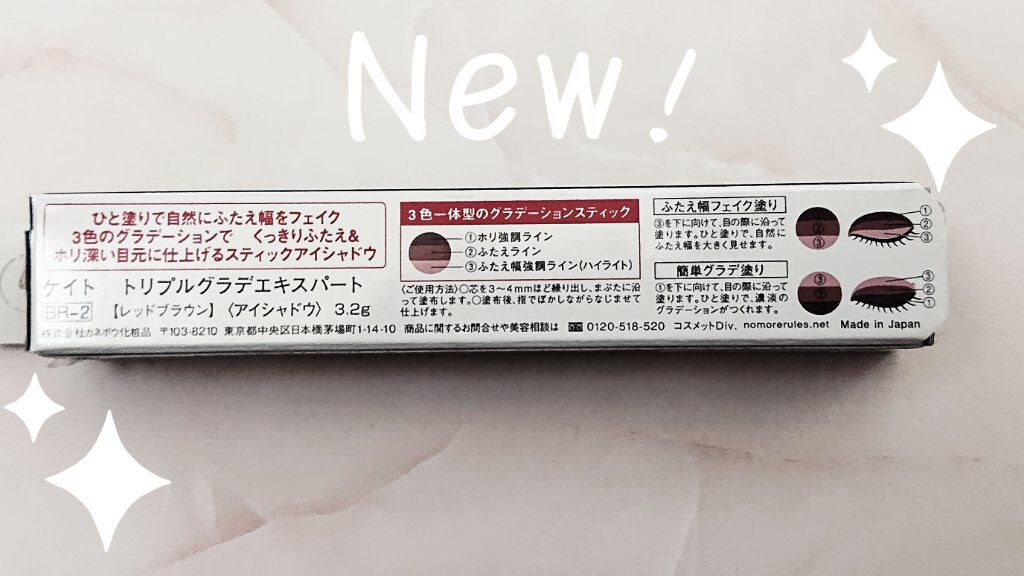 New!
ひと塗りで自然にふたえ幅をフェイク
3色のグラデーションで くっきりふたえ&
ホリ深い目元に仕上げるスティックアイシャドウ
ケイト トリプルグラデエキスパート
BR-2 【レッドブラウン】〈アイシャドウ〉 3.2g
3色一体型のグラデーションスティック
①ホリ強調ライン
②ふたえライン
③ふたえ幅強調ライン(ハイライト)
〈ご使用方法〉○芯を3～4mmほど繰り出し、まぶたに沿
って塗布します。○塗布後、指でぼかしながらなじませて
仕上げます。
ふたえ幅フェイク塗り
③を下に向けて、目の際に沿って
塗ります。ひと塗りで、自然に
ふたえ幅を大きく見せます。
①
②
③
①
②
③
簡単グラデ塗り
①を下に向けて、目の際に沿って
塗ります。ひと塗りで、濃淡の
グラデーションがつくれます。
③
②
①
③
②
①
株式会社カネボウ化粧品 〒103-8210 東京都中央区日本橋茅場町1-14-10 商品に関するお問合せや美容相談は 0120-518-520 コスメットDiv. nomorerules.net Made in Japan